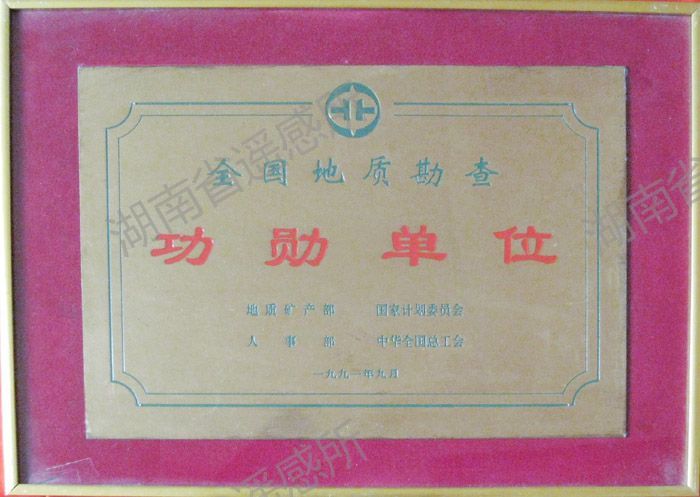 全国地质勘查
功勋单位
地质矿产部 国家计划委员会
人事部 中华全国总工会
一九九一年九月
湖南省遥感所
湖南省
遥感所